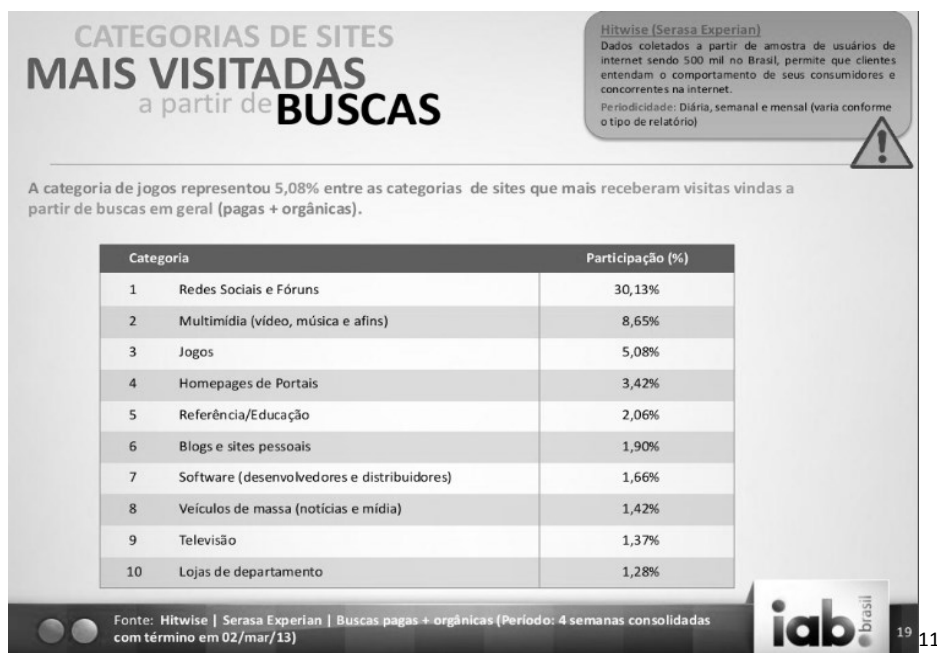 CATEGORIAS DE SITES
MAIS VISITADAS
a partir de BUSCAS
Hitwise (Serasa Experian)
Dados coletados a partir de amostra de usuários de
internet sendo 500 mil no Brasil, permite que clientes
entendam o comportamento de seus consumidores e
concorrentes na internet.
Periodicidade: Diária, semanal e mensal (varia conforme
o tipo de relatório)
A categoria de jogos representou 5,08% entre as categorias de sites que mais receberam visitas vindas a
partir de buscas em geral (pagas + orgânicas).
Categoria Participação (%)
1 Redes Sociais e Fóruns 30,13%
2 Multimídia (vídeo, música e afins) 8,65%
3 Jogos 5,08%
4 Homepages de Portais 3,42%
5 Referência/Educação 2,06%
6 Blogs e sites pessoais 1,90%
7 Software (desenvolvedores e distribuidores) 1,66%
8 Veículos de massa (notícias e mídia) 1,42%
9 Televisão 1,37%
10 Lojas de departamento 1,28%
Fonte: Hitwise | Serasa Experian | Buscas pagas + orgânicas (Período: 4 semanas consolidadas
com término em 02/mar/13)
iab brasil
19
11